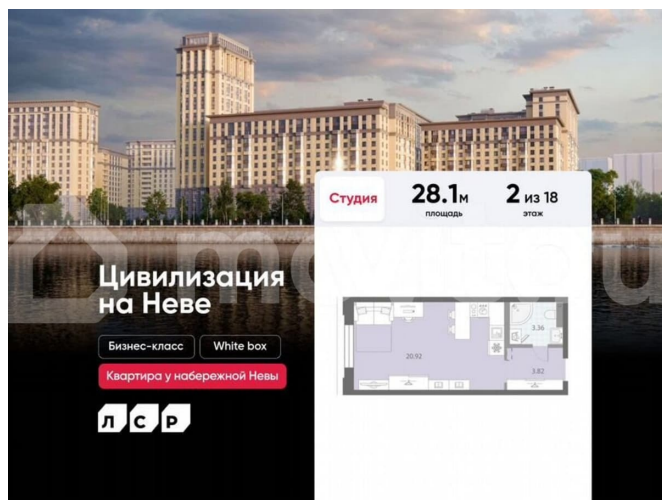 Студия
28.1м
площадь
2 из 18
этаж
Цивилизация
на Неве
Бизнес-класс
White box
Квартира у набережной Невы
ЛСР
20,92
3.36
3.82